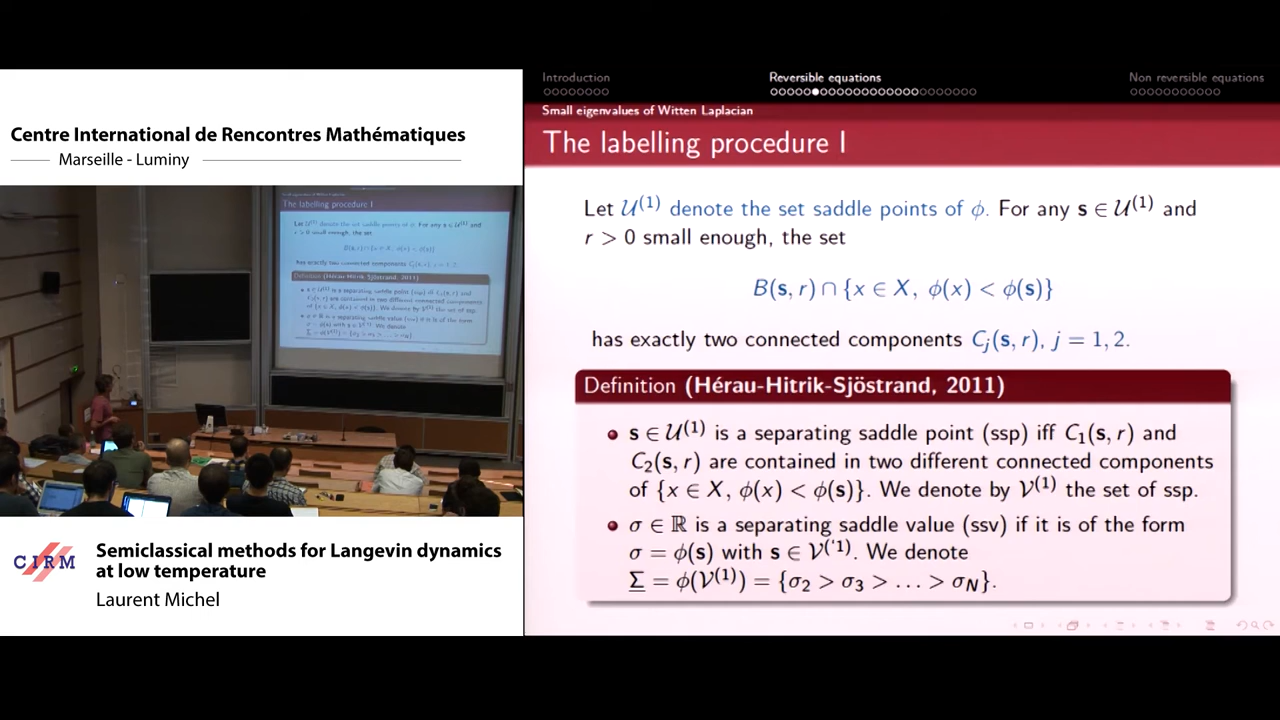 Centre International de Rencontres Mathématiques
Marseille - Luminy
The labelling procedure I
CIRM
Semiclassical methods for Langevin dynamics
at low temperature
Laurent Michel
Introduction
Reversible equations
Non reversible equations
Small eigenvalues of Witten Laplacian
The labelling procedure I
Let 𝒰⁽¹⁾ denote the set saddle points of ϕ. For any s ∈ 𝒰⁽¹⁾ and
r > 0 small enough, the set
B(s, r) ∩ {x ∈ X, ϕ(x) < ϕ(s)}
has exactly two connected components Cⱼ(s, r), j = 1, 2.
Definition (Hérau-Hitrik-Sjöstrand, 2011)
s ∈ 𝒰⁽¹⁾ is a separating saddle point (ssp) iff C₁(s, r) and
C₂(s, r) are contained in two different connected components
of {x ∈ X, ϕ(x) < ϕ(s)}. We denote by 𝒱⁽¹⁾ the set of ssp.
σ ∈ ℝ is a separating saddle value (ssv) if it is of the form
σ = ϕ(s) with s ∈ 𝒱⁽¹⁾. We denote
Σ = ϕ(𝒱⁽¹⁾) = {σ₂ > σ₃ > … > σ_N}.